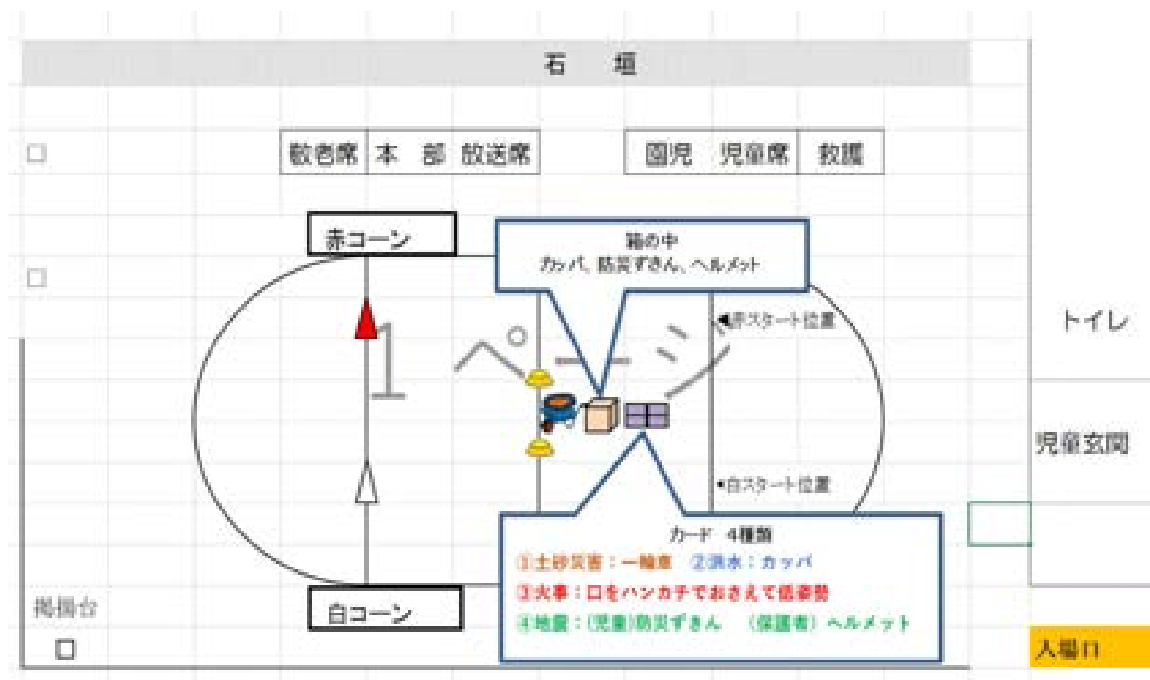 石 垣
敬老席 本 部 放送席 園児 児童席 救護
赤コーン
箱の中
カッパ、防災ずきん、ヘルメット
赤スタート位置
トイレ
1ページ
児童玄関
白スタート位置
カード 4種類
①土砂災害：一輪車 ②洪水：カッパ
③火事：口をハンカチでおさえて低姿勢
④地震：(児童)防災ずきん (保護者) ヘルメット
掲揚台
白コーン
入場口